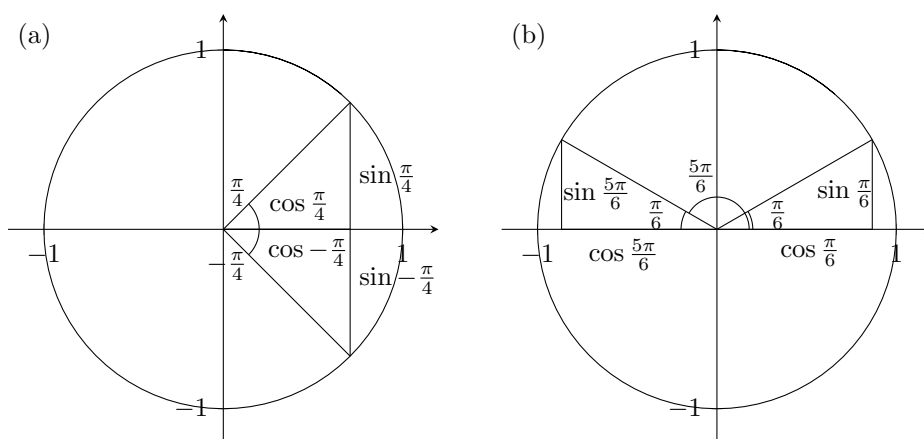 (a)
1
π/4
cos π/4
sin π/4
−1
1
−π/4
cos −π/4
sin −π/4
−1
(b)
1
5π/6
sin 5π/6
π/6
π/6
sin π/6
−1
1
cos 5π/6
cos π/6
−1